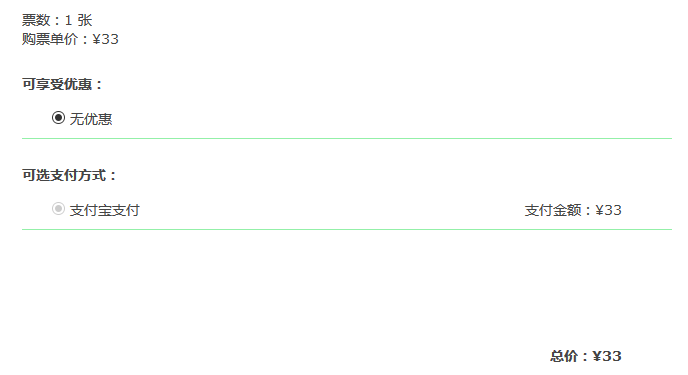 票数：1 张
购票单价：¥33
可享受优惠：
无优惠
可选支付方式：
支付宝支付 支付金额：¥33
总价：¥33